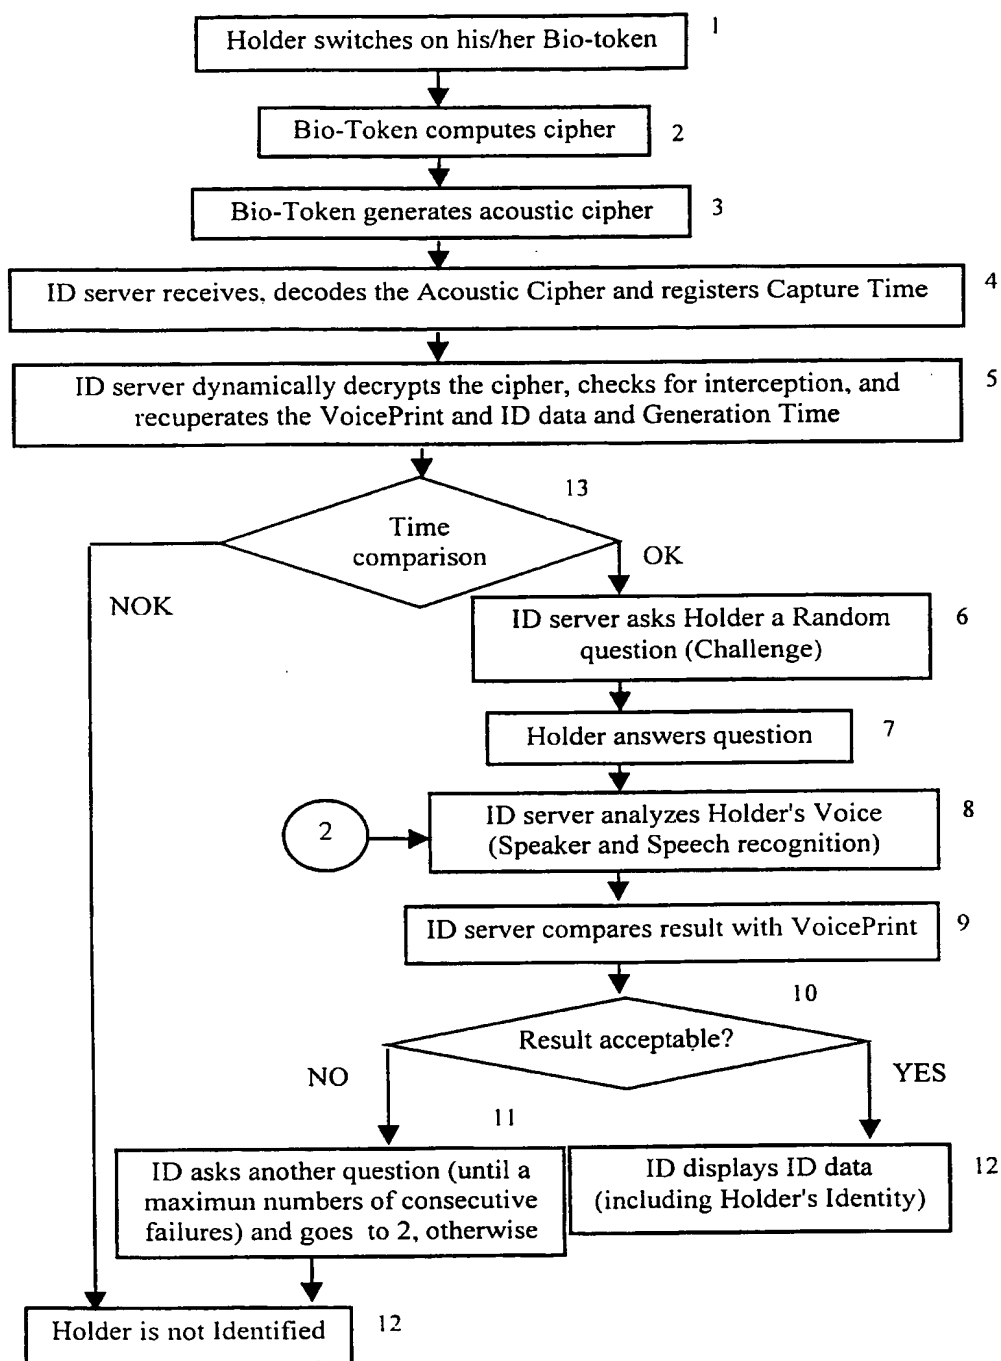 Holder switches on his/her Bio-token
1
Bio-Token computes cipher
2
Bio-Token generates acoustic cipher
3
ID server receives, decodes the Acoustic Cipher and registers Capture Time
4
ID server dynamically decrypts the cipher, checks for interception, and
recuperates the VoicePrint and ID data and Generation Time
5
13
Time
comparison
NOK
OK
ID server asks Holder a Random
question (Challenge)
6
Holder answers question
7
2
ID server analyzes Holder's Voice
(Speaker and Speech recognition)
8
ID server compares result with VoicePrint
9
10
Result acceptable?
NO
YES
11
ID asks another question (until a
maximun numbers of consecutive
failures) and goes to 2, otherwise
ID displays ID data
(including Holder's Identity)
12
Holder is not Identified
12